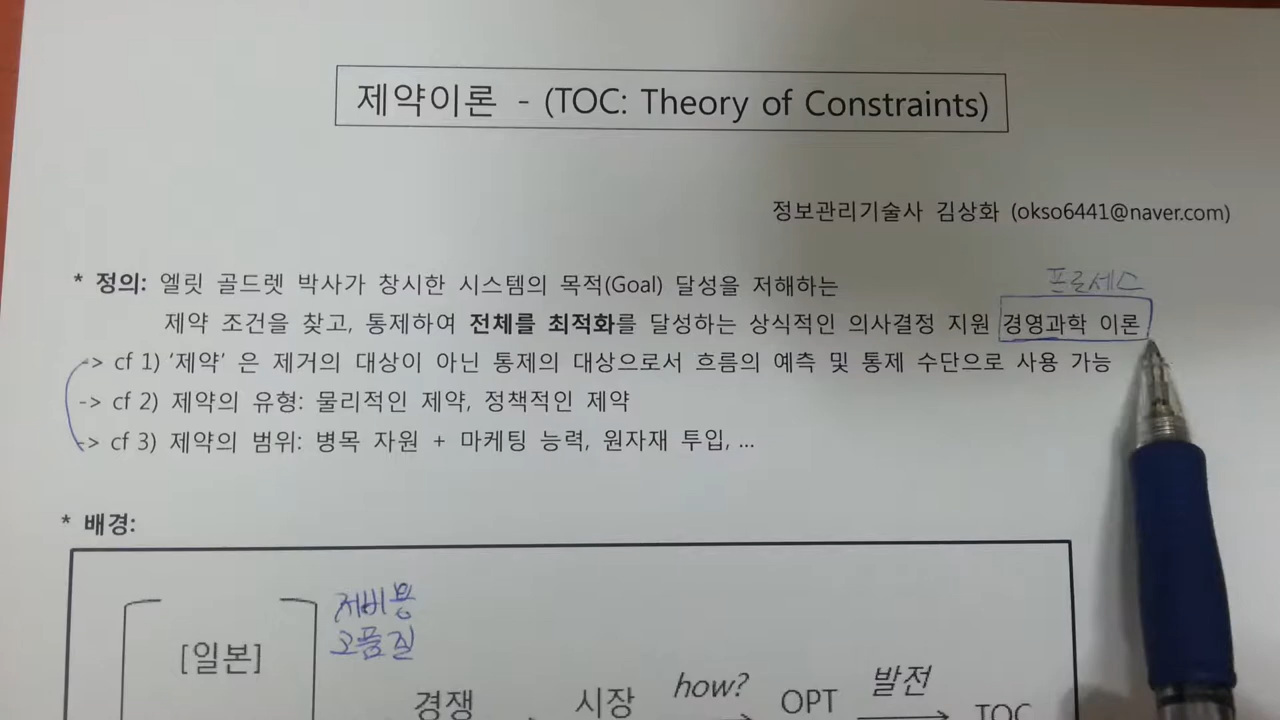 제약이론 - (TOC: Theory of Constraints)
정보관리기술사 김상화 (okso6441@naver.com)
* 정의: 엘릿 골드렛 박사가 창시한 시스템의 목적(Goal) 달성을 저해하는
프로세스
제약 조건을 찾고, 통제하여 전체를 최적화를 달성하는 상식적인 의사결정 지원 경영과학 이론
-> cf 1) ‘제약’ 은 제거의 대상이 아닌 통제의 대상으로서 흐름의 예측 및 통제 수단으로 사용 가능
-> cf 2) 제약의 유형: 물리적인 제약, 정책적인 제약
-> cf 3) 제약의 범위: 병목 자원 + 마케팅 능력, 원자재 투입, ...
* 배경:
저비용
고품질
[일본]
경쟁 시장 how? OPT 발전 TOC